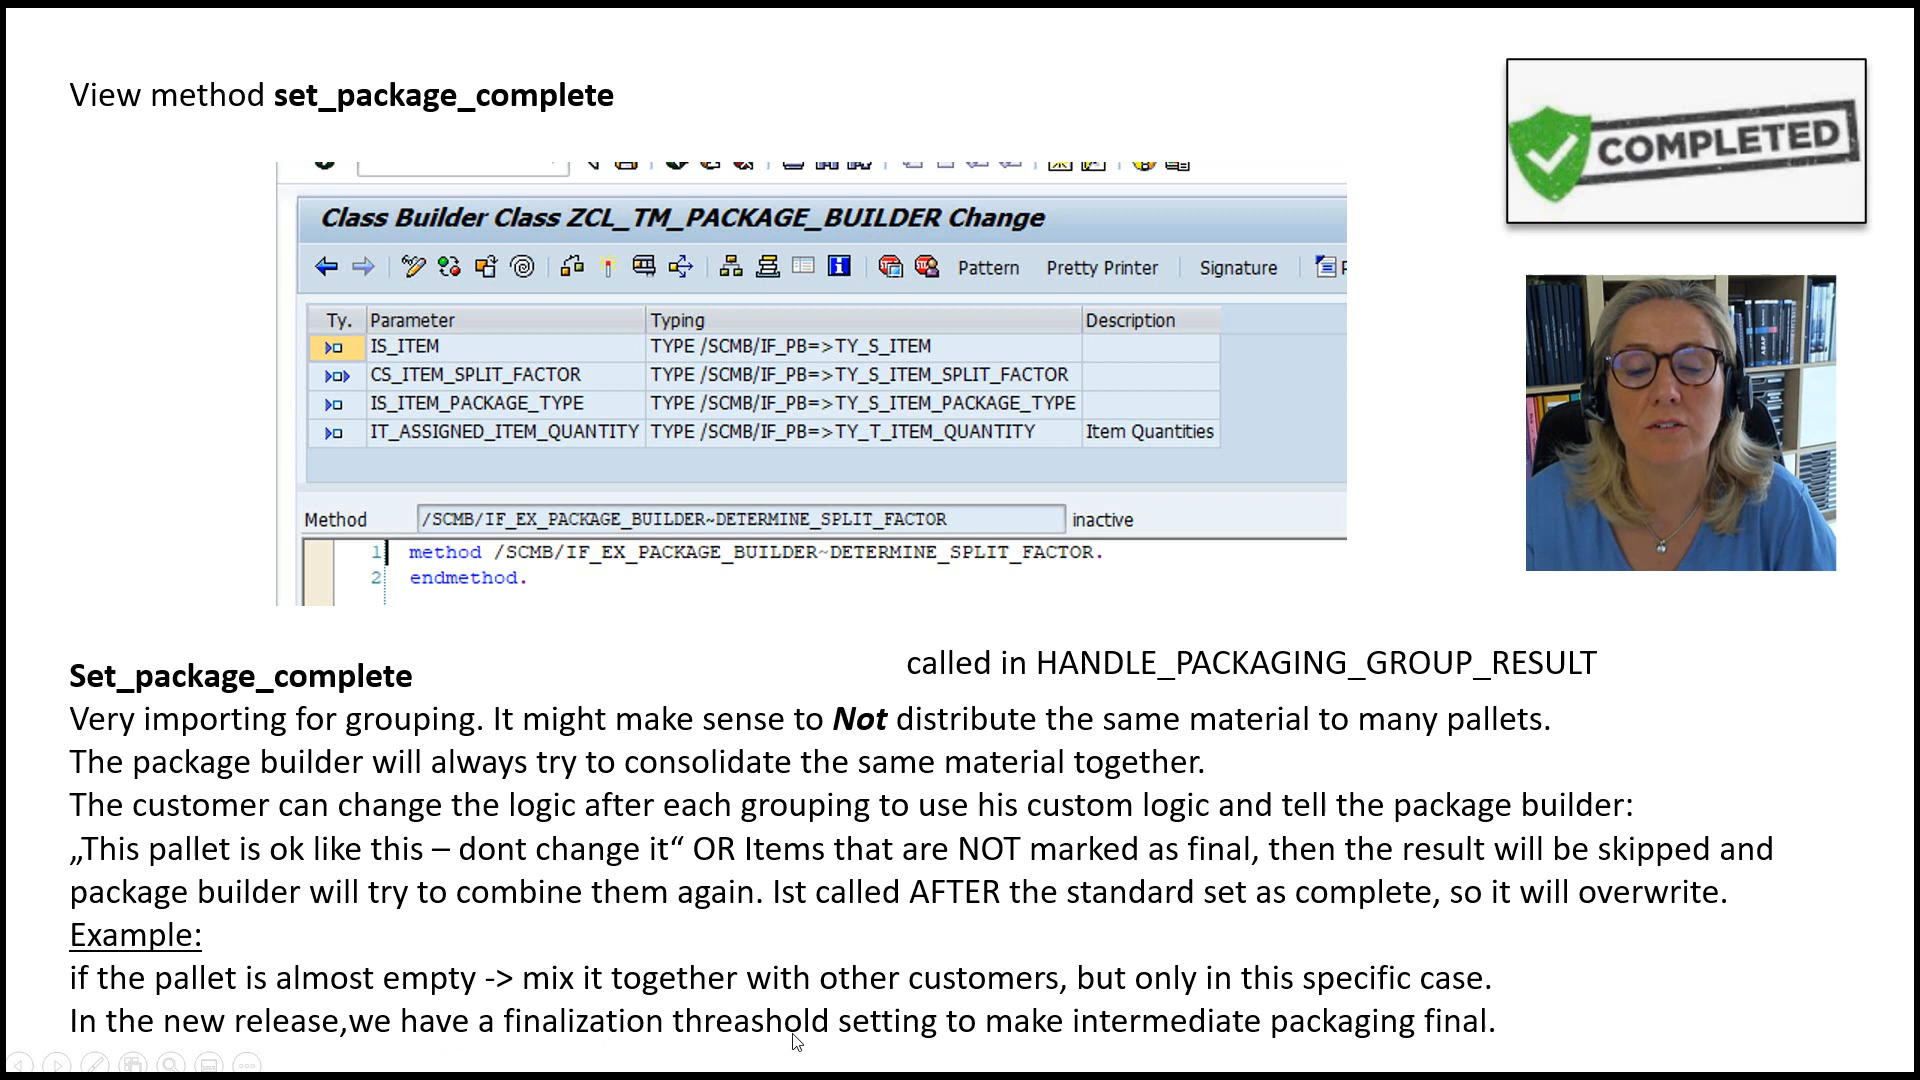 View method set_package_complete
COMPLETED
Class Builder Class ZCL_TM_PACKAGE_BUILDER Change
Pattern Pretty Printer Signature
Ty. Parameter Typing Description
IS_ITEM TYPE /SCMB/IF_PB=>TY_S_ITEM
CS_ITEM_SPLIT_FACTOR TYPE /SCMB/IF_PB=>TY_S_ITEM_SPLIT_FACTOR
IS_ITEM_PACKAGE_TYPE TYPE /SCMB/IF_PB=>TY_S_ITEM_PACKAGE_TYPE
IT_ASSIGNED_ITEM_QUANTITY TYPE /SCMB/IF_PB=>TY_T_ITEM_QUANTITY Item Quantities
Method /SCMB/IF_EX_PACKAGE_BUILDER~DETERMINE_SPLIT_FACTOR inactive
1 method /SCMB/IF_EX_PACKAGE_BUILDER~DETERMINE_SPLIT_FACTOR.
2 endmethod.
called in HANDLE_PACKAGING_GROUP_RESULT
Set_package_complete
Very importing for grouping. It might make sense to Not distribute the same material to many pallets.
The package builder will always try to consolidate the same material together.
The customer can change the logic after each grouping to use his custom logic and tell the package builder:
„This pallet is ok like this – dont change it“ OR Items that are NOT marked as final, then the result will be skipped and
package builder will try to combine them again. Ist called AFTER the standard set as complete, so it will overwrite.
Example:
if the pallet is almost empty -> mix it together with other customers, but only in this specific case.
In the new release,we have a finalization threashold setting to make intermediate packaging final.